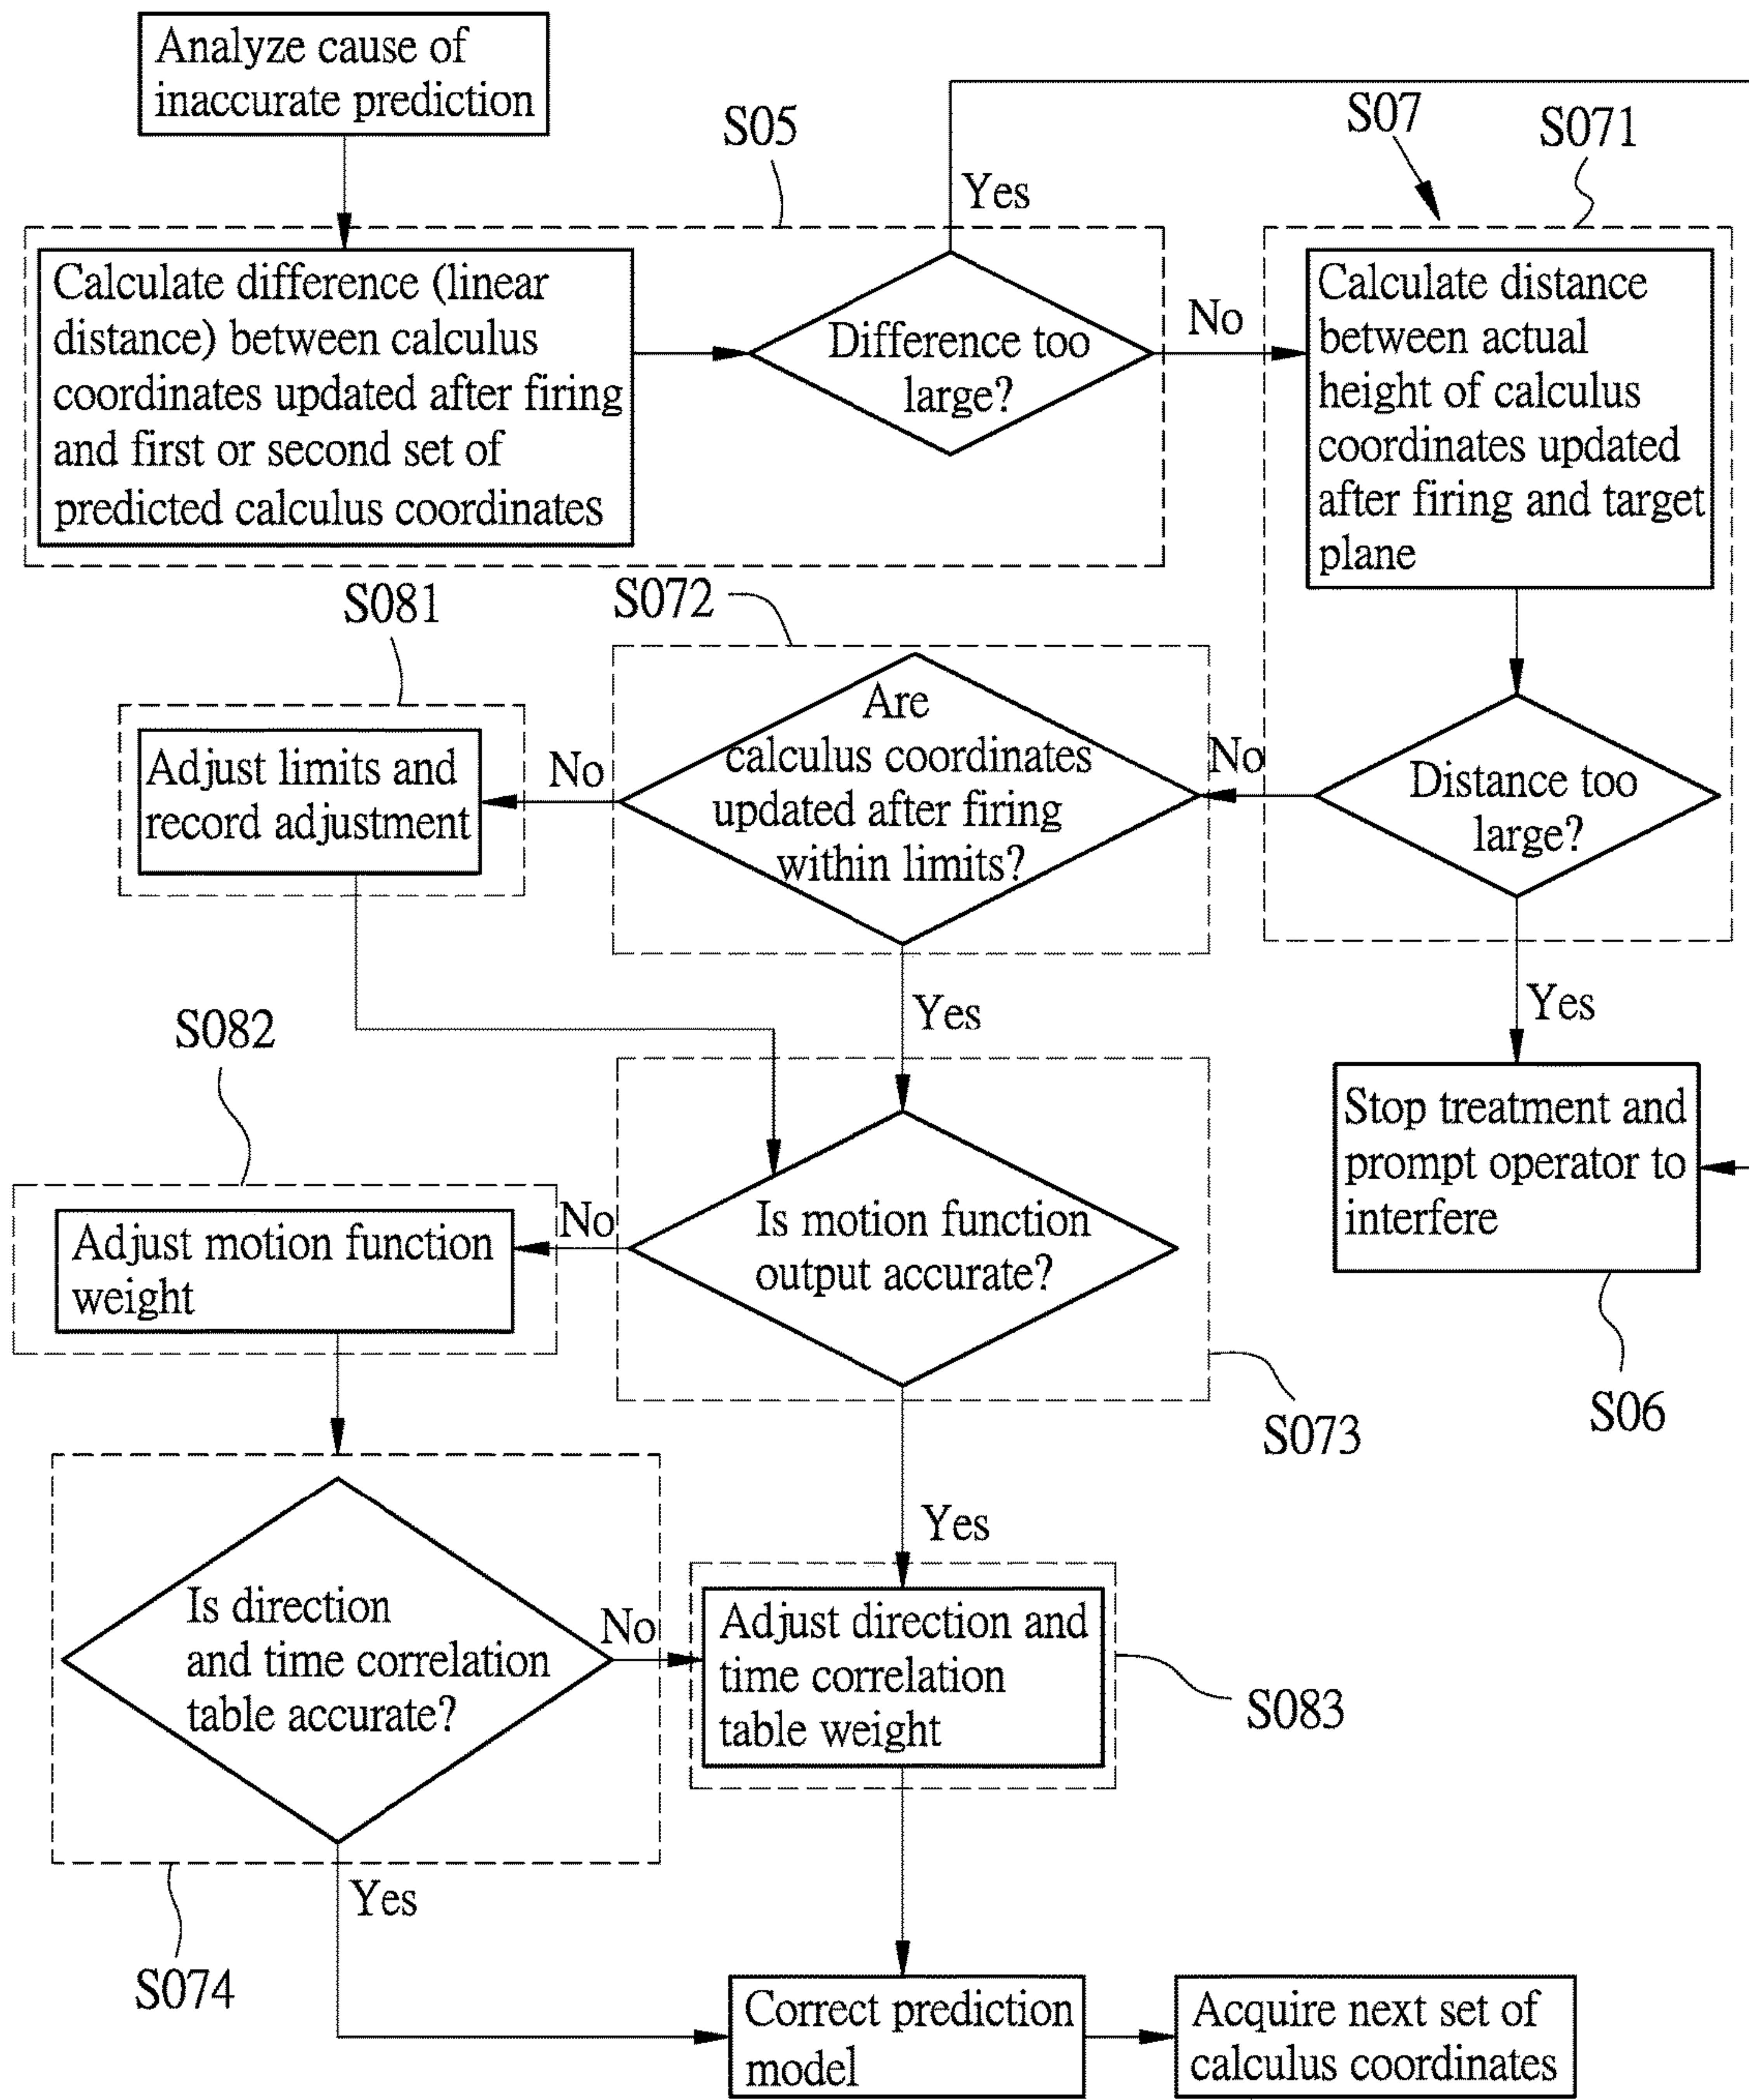 Analyze cause of
inaccurate prediction
S05
S07
S071
Yes
Calculate difference (linear
distance) between calculus
coordinates updated after firing
and first or second set of
predicted calculus coordinates
Difference too
large?
No
Calculate distance
between actual
height of calculus
coordinates updated
after firing and target
plane
S081
S072
Adjust limits and
record adjustment
No
Are
calculus coordinates
updated after firing
within limits?
No
Distance too
large?
Yes
Yes
S082
Stop treatment and
prompt operator to
interfere
Adjust motion function
weight
No
Is motion function
output accurate?
S06
S073
Yes
Is direction
and time correlation
table accurate?
No
Adjust direction and
time correlation
table weight
S083
Yes
S074
Correct prediction
model
Acquire next set of
calculus coordinates